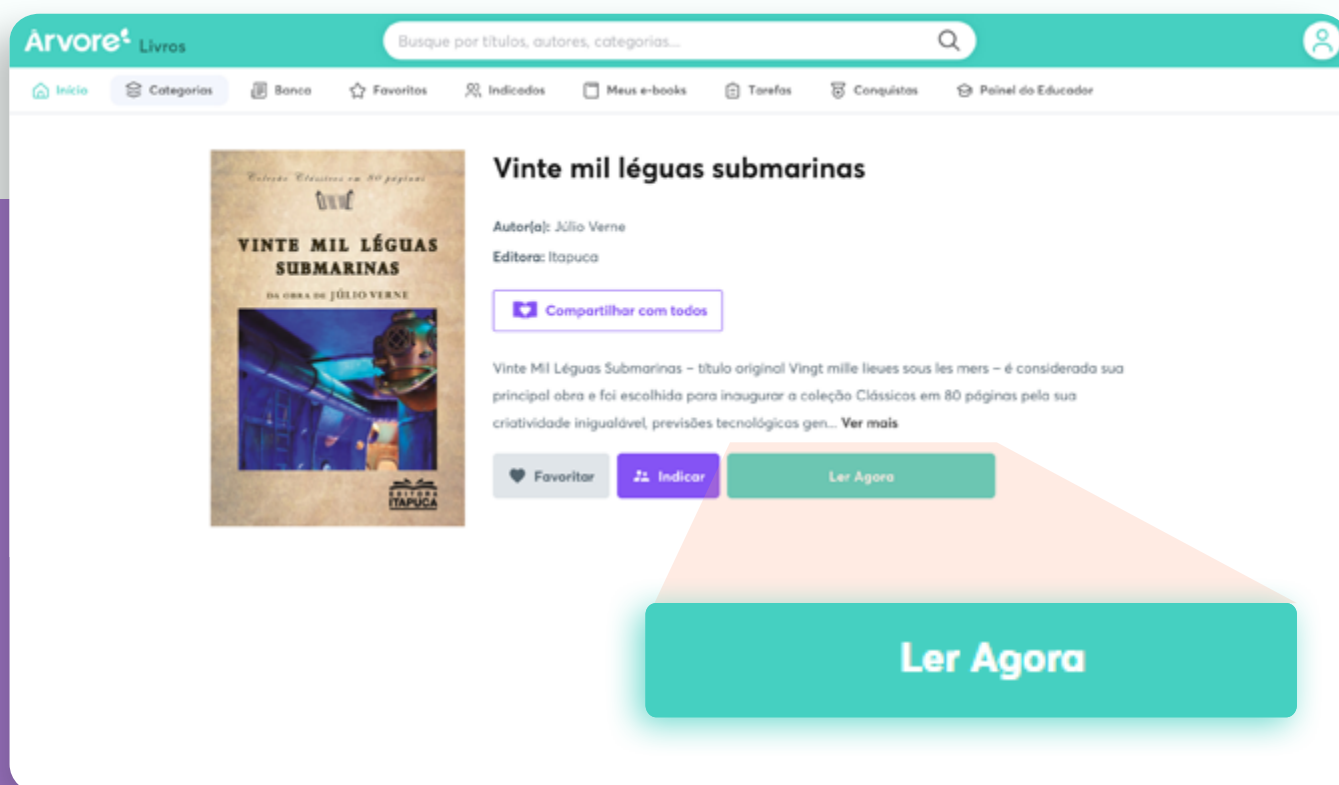 Árvore Livros
Busque por títulos, autores, categorias...
Início Categorias Banca Favoritos Indicados Meus e-books Tarefas Conquistas Painel do Educador
Coleção Clássicos em 80 páginas
VINTE MIL LÉGUAS
SUBMARINAS
DA OBRA DE JÚLIO VERNE
EDITORA
ITAPUCA
Vinte mil léguas submarinas
Autor(a): Júlio Verne
Editora: Itapuca
Compartilhar com todos
Vinte Mil Léguas Submarinas – título original Vingt mille lieues sous les mers – é considerada sua
principal obra e foi escolhida para inaugurar a coleção Clássicos em 80 páginas pela sua
criatividade inigualável, previsões tecnológicas gen... Ver mais
Favoritar Indicar Ler Agora
Ler Agora